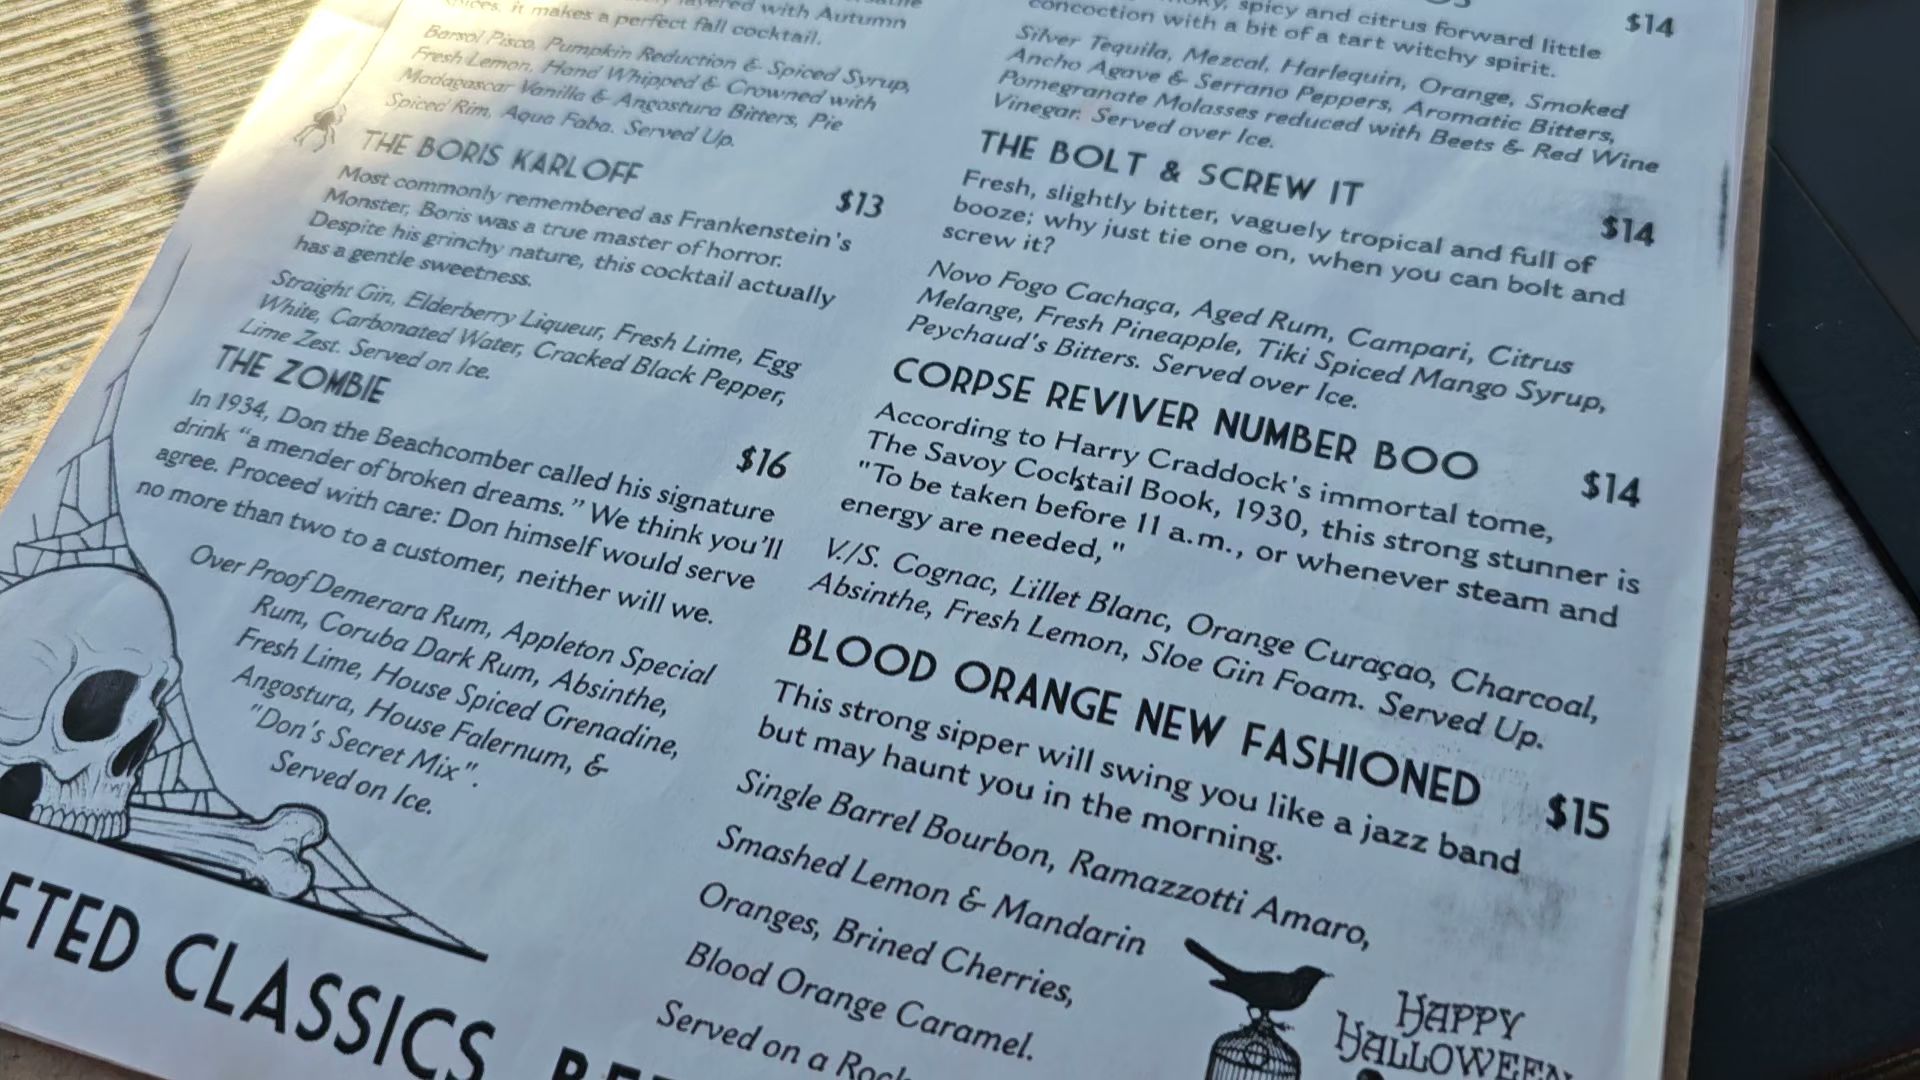 layered with Autumn
it makes a perfect fall cocktail.
Barsol Pisco, Pumpkin Reduction & Spiced Syrup,
Fresh Lemon, Hand Whipped & Crowned with
Madagascar Vanilla & Angostura Bitters, Pie
Spiced Rim, Aqua Faba. Served Up.
THE BORIS KARLOFF
$13
Most commonly remembered as Frankenstein's
Monster, Boris was a true master of horror.
Despite his grinchy nature, this cocktail actually
has a gentle sweetness.
Straight Gin, Elderberry Liqueur, Fresh Lime, Egg
White, Carbonated Water, Cracked Black Pepper,
Lime Zest. Served on Ice.
THE ZOMBIE
$16
In 1934, Don the Beachcomber called his signature
drink “a mender of broken dreams.” We think you’ll
agree. Proceed with care: Don himself would serve
no more than two to a customer, neither will we.
Over Proof Demerara Rum, Appleton Special
Rum, Coruba Dark Rum, Absinthe,
Fresh Lime, House Spiced Grenadine,
Angostura, House Falernum, &
"Don's Secret Mix".
Served on Ice.
FTED CLASSICS
$14
spicy and citrus forward little
concoction with a bit of a tart witchy spirit.
Silver Tequila, Mezcal, Harlequin, Orange, Smoked
Ancho Agave & Serrano Peppers, Aromatic Bitters,
Pomegranate Molasses reduced with Beets & Red Wine
Vinegar. Served over Ice.
THE BOLT & SCREW IT
$14
Fresh, slightly bitter, vaguely tropical and full of
booze; why just tie one on, when you can bolt and
screw it?
Novo Fogo Cachaça, Aged Rum, Campari, Citrus
Melange, Fresh Pineapple, Tiki Spiced Mango Syrup,
Peychaud's Bitters. Served over Ice.
CORPSE REVIVER NUMBER BOO
$14
According to Harry Craddock's immortal tome,
The Savoy Cocktail Book, 1930, this strong stunner is
"To be taken before 11 a.m., or whenever steam and
energy are needed, "
V./S. Cognac, Lillet Blanc, Orange Curaçao, Charcoal,
Absinthe, Fresh Lemon, Sloe Gin Foam. Served Up.
BLOOD ORANGE NEW FASHIONED
$15
This strong sipper will swing you like a jazz band
but may haunt you in the morning.
Single Barrel Bourbon, Ramazzotti Amaro,
Smashed Lemon & Mandarin
Oranges, Brined Cherries,
Blood Orange Caramel.
Served on a Rock
HAPPY
HALLOWEEN